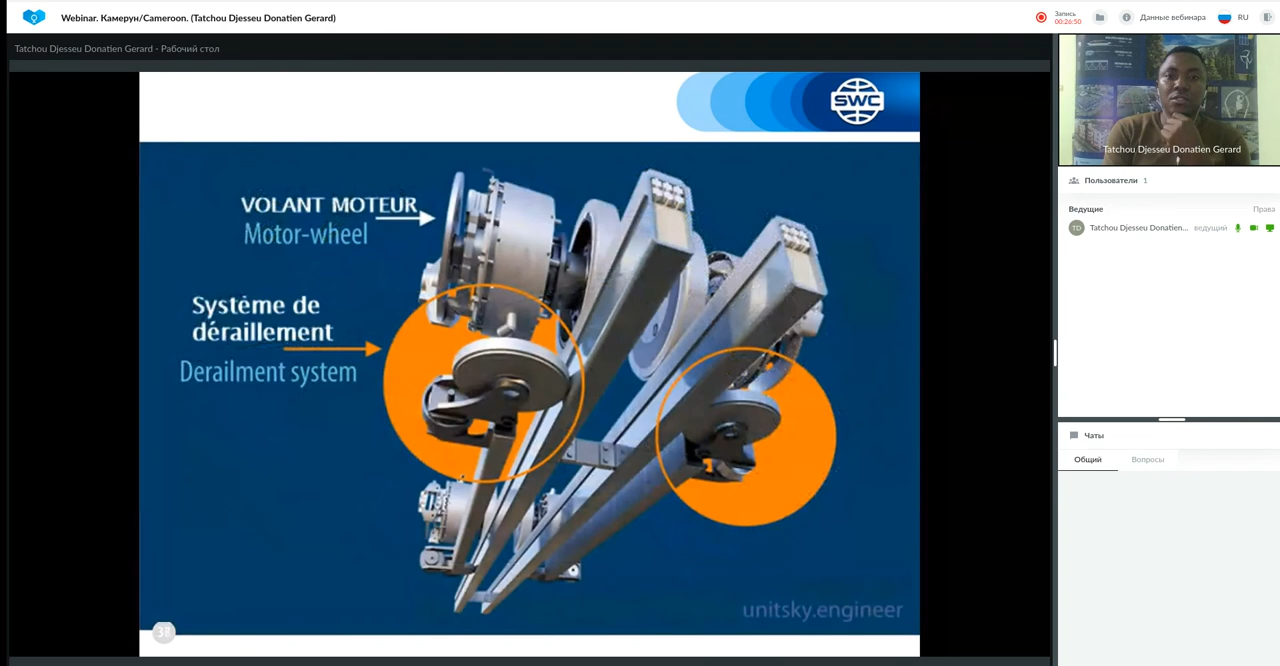 Webinar. Камерун/Cameroon. (Tatchou Djesseu Donatien Gerard)
Запись
00:26:50
Данные вебинара
RU
Tatchou Djesseu Donatien Gerard - Рабочий стол
SWC
VOLANT MOTEUR
Motor-wheel
Système de
déraillement
Derailment system
unitsky.engineer
38
Tatchou Djesseu Donatien Gerard
Пользователи 1
Ведущие Права
TD Tatchou Djesseu Donatien... ведущий
Чаты
Общий Вопросы